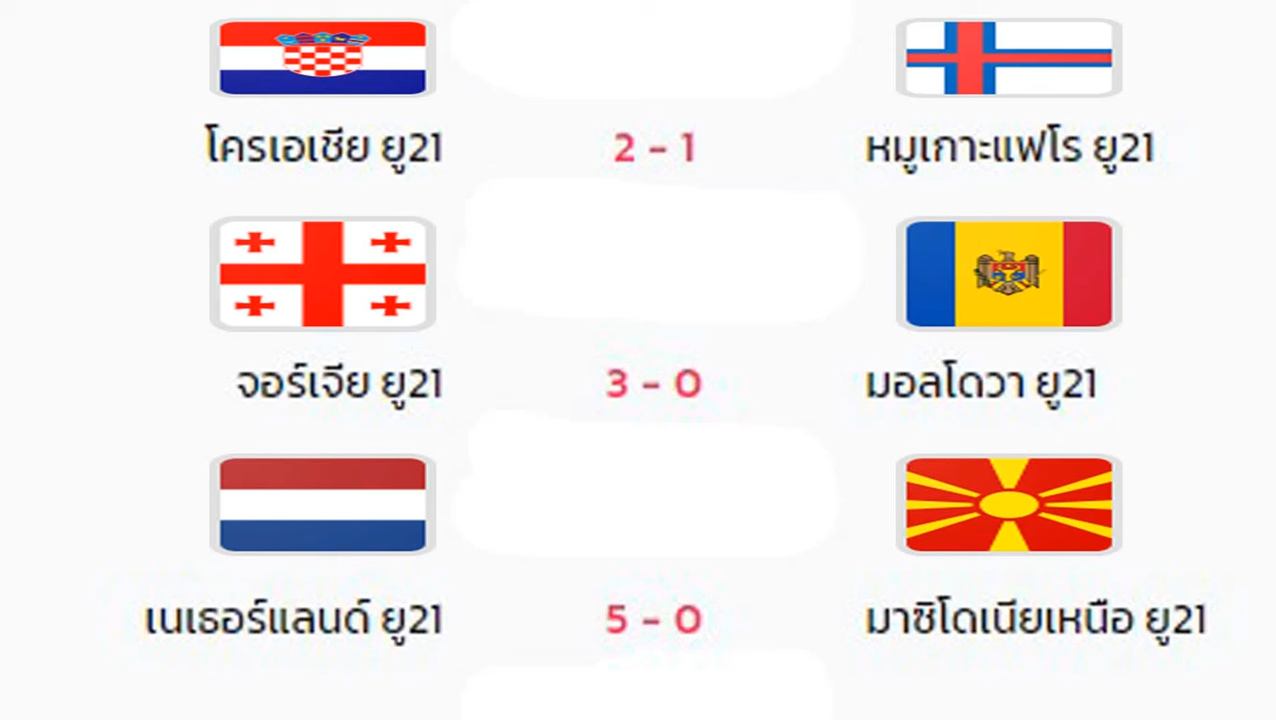 โครเอเชีย ยู21 2 - 1 หมู่เกาะแฟโร ยู21
จอร์เจีย ยู21 3 - 0 มอลโดวา ยู21
เนเธอร์แลนด์ ยู21 5 - 0 มาซิโดเนียเหนือ ยู21